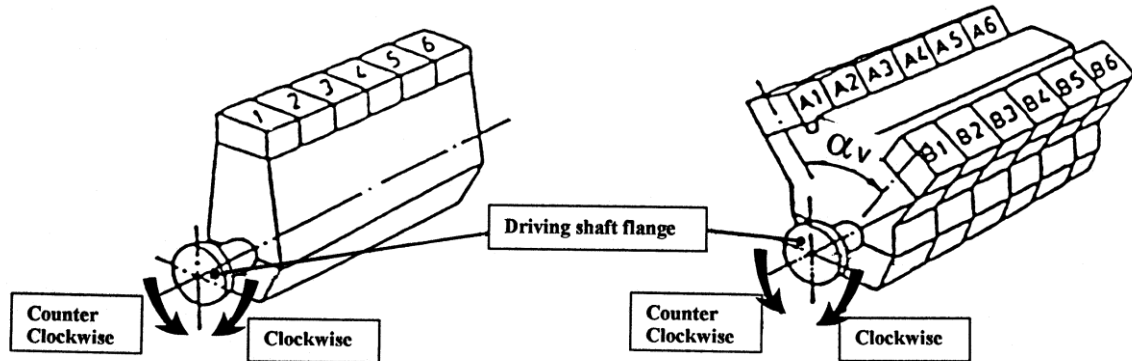 1 2 3 4 5 6
A1 A2 A3 A4 A5 A6
B1 B2 B3 B4 B5 B6
αv
Driving shaft flange
Counter
Clockwise
Clockwise
Counter
Clockwise
Clockwise